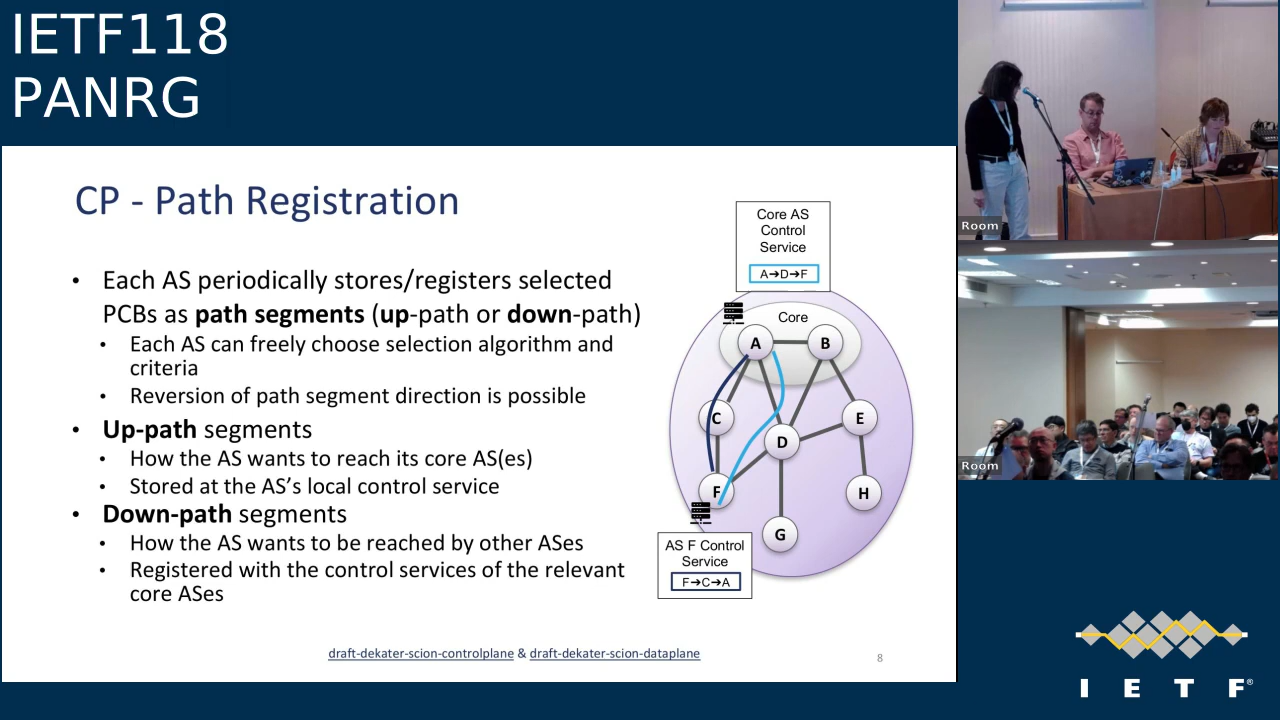 IETF118
PANRG
CP - Path Registration
• Each AS periodically stores/registers selected
PCBs as path segments (up-path or down-path)
• Each AS can freely choose selection algorithm and
criteria
• Reversion of path segment direction is possible
• Up-path segments
• How the AS wants to reach its core AS(es)
• Stored at the AS’s local control service
• Down-path segments
• How the AS wants to be reached by other ASes
• Registered with the control services of the relevant
core ASes
Core AS
Control
Service
A➔D➔F
Core
A
B
C
E
D
F
H
G
AS F Control
Service
F➔C➔A
draft-dekater-scion-controlplane & draft-dekater-scion-dataplane
8
Room
Room
I E T F®